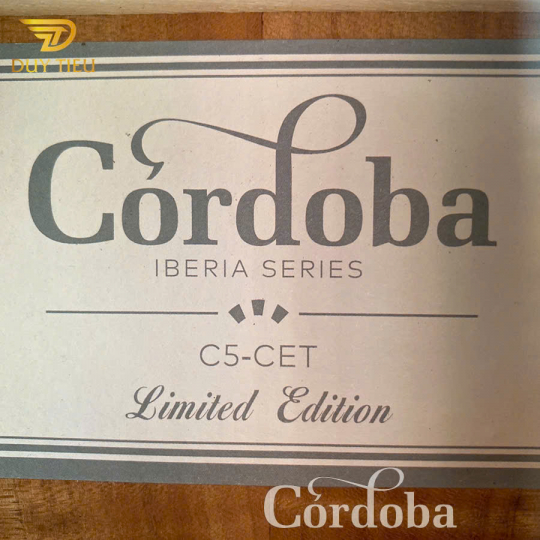 DUY TIEU
Córdoba
IBERIA SERIES
C5-CET
Limited Edition
Córdoba